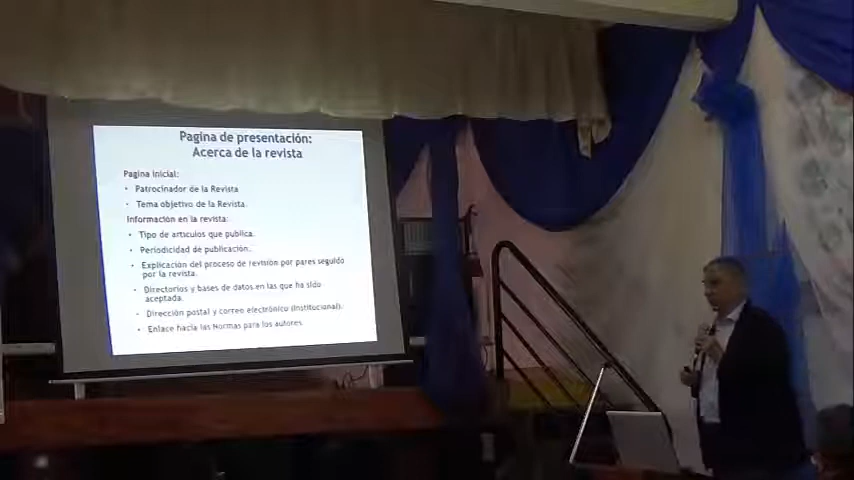 Pagina de presentación:
Acerca de la revista
Pagina inicial:
• Patrocinador de la Revista
• Tema objetivo de la Revista.
Información en la revista:
• Tipo de artículos que publica.
• Periodicidad de publicación.
• Explicación del proceso de revisión por pares seguido
por la revista.
• Directorios y bases de datos en las que ha sido
aceptada.
• Dirección postal y correo electrónico (Institucional).
• Enlace hacia las Normas para los autores.